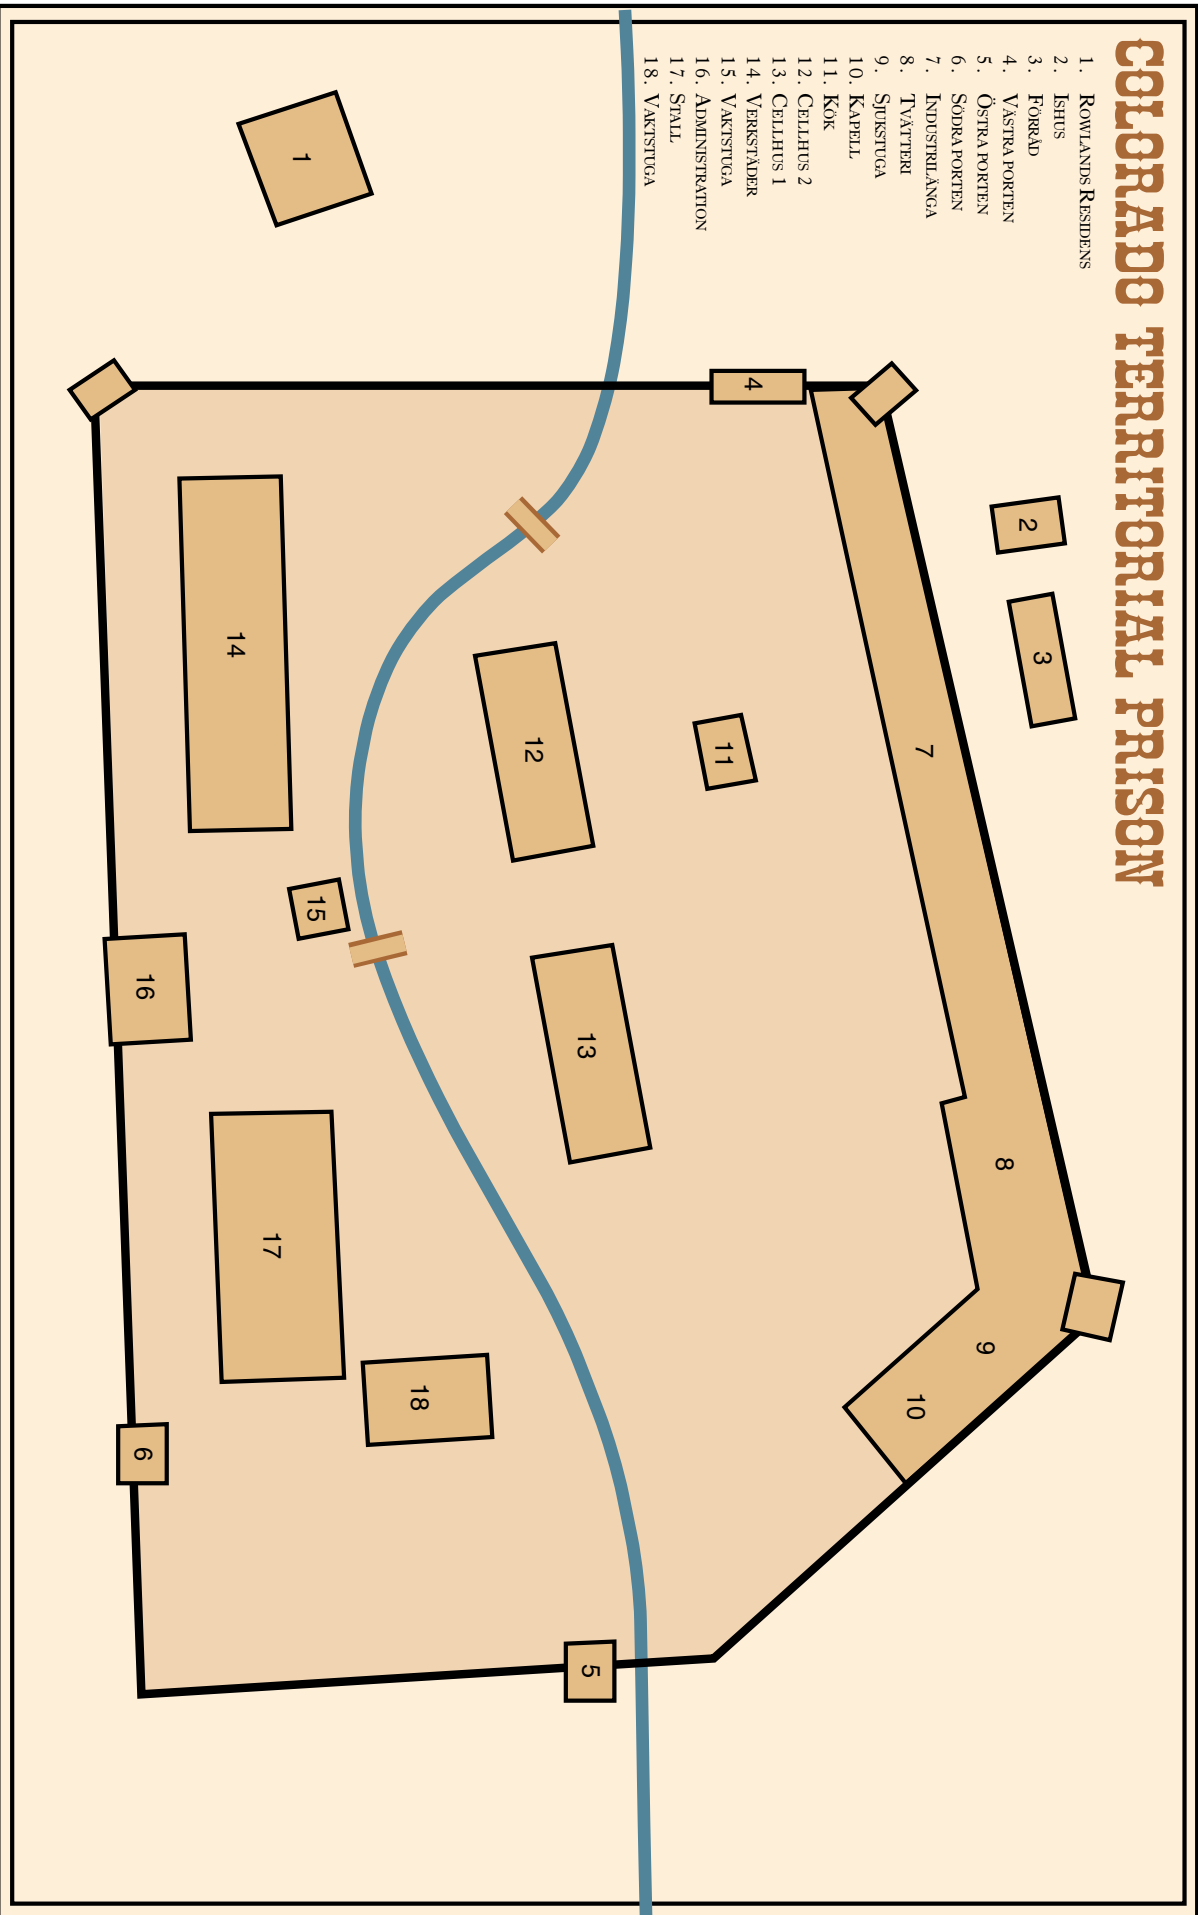 COLORADO TERRITORIAL PRISON
1. ROWLANDS RESIDENS
2. ISHUS
3. FÖRRÅD
4. VÄSTRA PORTEN
5. ÖSTRA PORTEN
6. SÖDRA PORTEN
7. INDUSTRILÄNGA
8. TVÄTTERI
9. SJUKSTUGA
10. KAPELL
11. KÖK
12. CELLHUS 2
13. CELLHUS 1
14. VERKSTÄDER
15. VAKTSTUGA
16. ADMINISTRATION
17. STALL
18. VAKTSTUGA
2
3
7
8
9
10
4
11
12
13
5
14
15
16
17
18
6
1